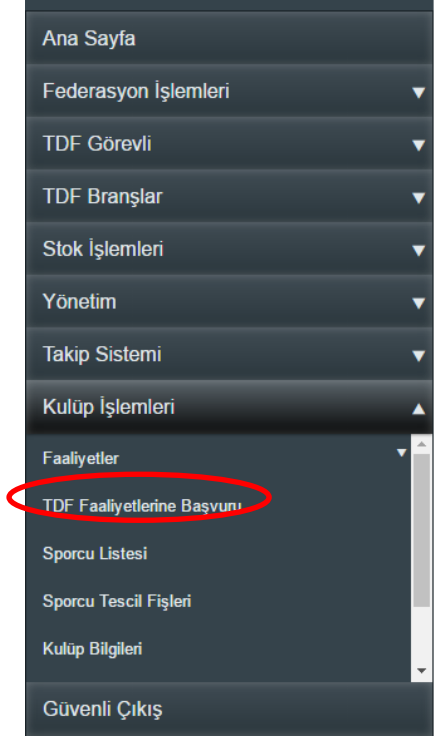 Ana Sayfa
Federasyon İşlemleri
TDF Görevli
TDF Branşlar
Stok İşlemleri
Yönetim
Takip Sistemi
Kulüp İşlemleri
Faaliyetler
TDF Faaliyetlerine Başvuru
Sporcu Listesi
Sporcu Tescil Fişleri
Kulüp Bilgileri
Güvenli Çıkış